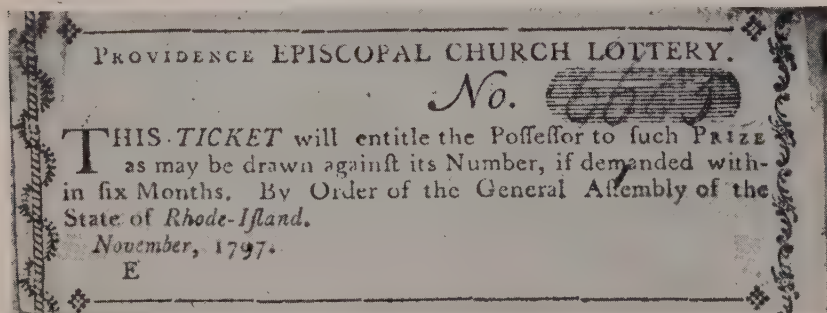 PROVIDENCE EPISCOPAL CHURCH LOTTERY.
No. 6663
THIS TICKET will entitle the Poſſeſſor to ſuch PRIZE
as may be drawn againſt its Number, if demanded with-
in ſix Months. By Order of the General Aſſembly of the
State of Rhode-Iſland.
November, 1797.
E